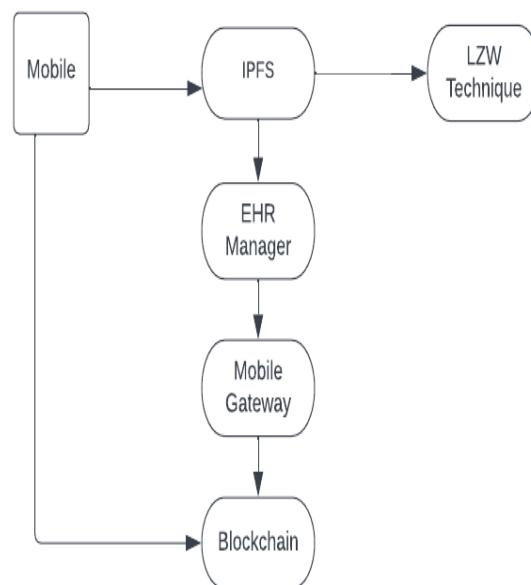 Mobile
IPFS
LZW
Technique
EHR
Manager
Mobile
Gateway
Blockchain